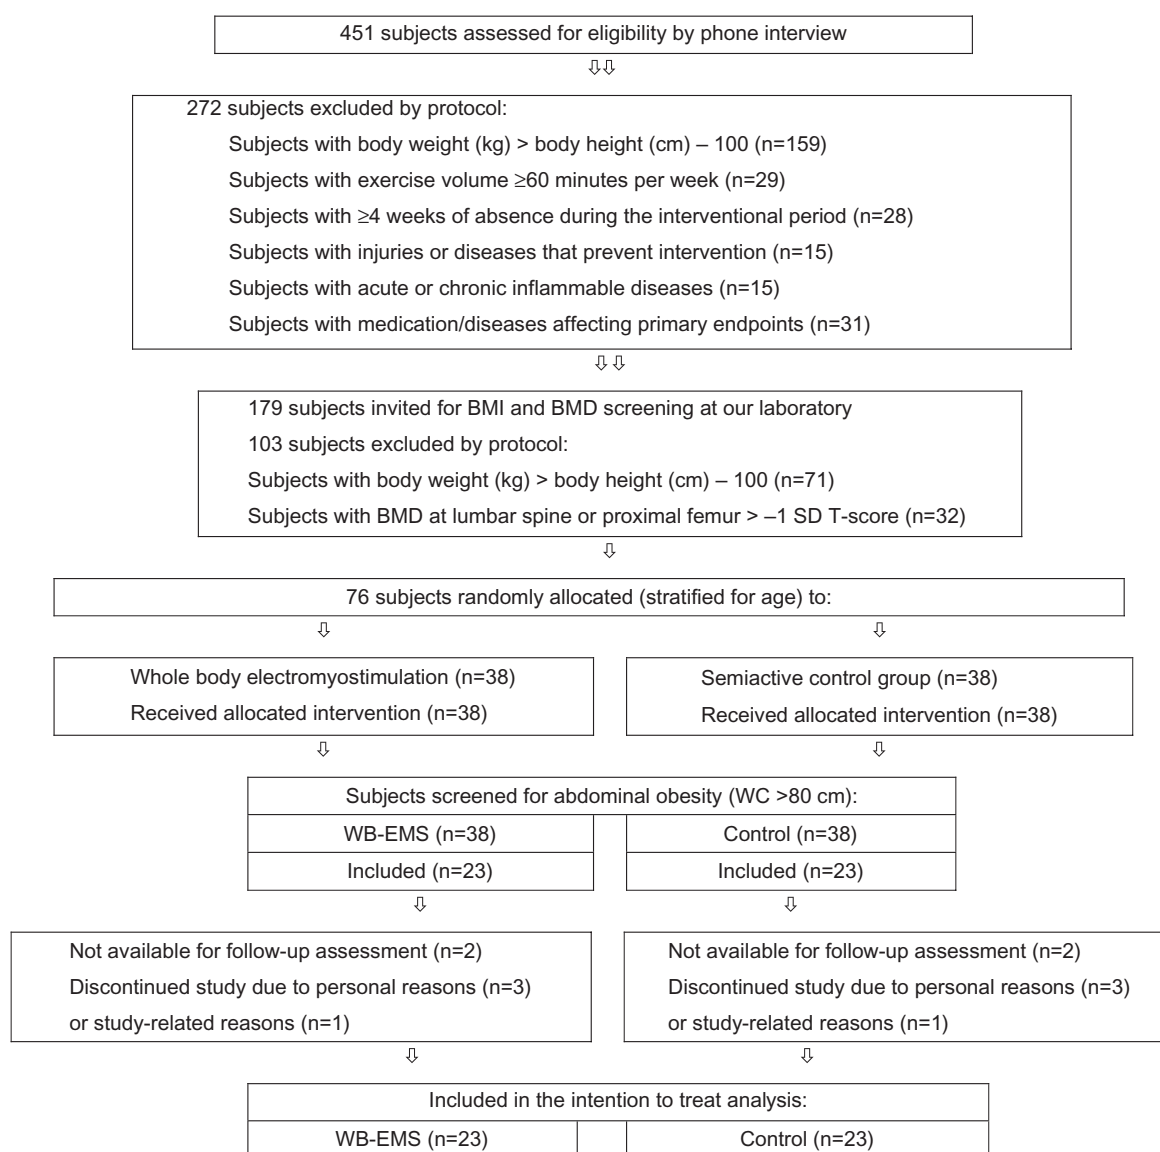 451 subjects assessed for eligibility by phone interview
272 subjects excluded by protocol:
Subjects with body weight (kg) > body height (cm) – 100 (n=159)
Subjects with exercise volume ≥60 minutes per week (n=29)
Subjects with ≥4 weeks of absence during the interventional period (n=28)
Subjects with injuries or diseases that prevent intervention (n=15)
Subjects with acute or chronic inflammable diseases (n=15)
Subjects with medication/diseases affecting primary endpoints (n=31)
179 subjects invited for BMI and BMD screening at our laboratory
103 subjects excluded by protocol:
Subjects with body weight (kg) > body height (cm) – 100 (n=71)
Subjects with BMD at lumbar spine or proximal femur > –1 SD T-score (n=32)
76 subjects randomly allocated (stratified for age) to:
Whole body electromyostimulation (n=38)
Received allocated intervention (n=38)
Semiactive control group (n=38)
Received allocated intervention (n=38)
Subjects screened for abdominal obesity (WC >80 cm):
WB-EMS (n=38)
Control (n=38)
Included (n=23)
Included (n=23)
Not available for follow-up assessment (n=2)
Discontinued study due to personal reasons (n=3)
or study-related reasons (n=1)
Not available for follow-up assessment (n=2)
Discontinued study due to personal reasons (n=3)
or study-related reasons (n=1)
Included in the intention to treat analysis:
WB-EMS (n=23)
Control (n=23)